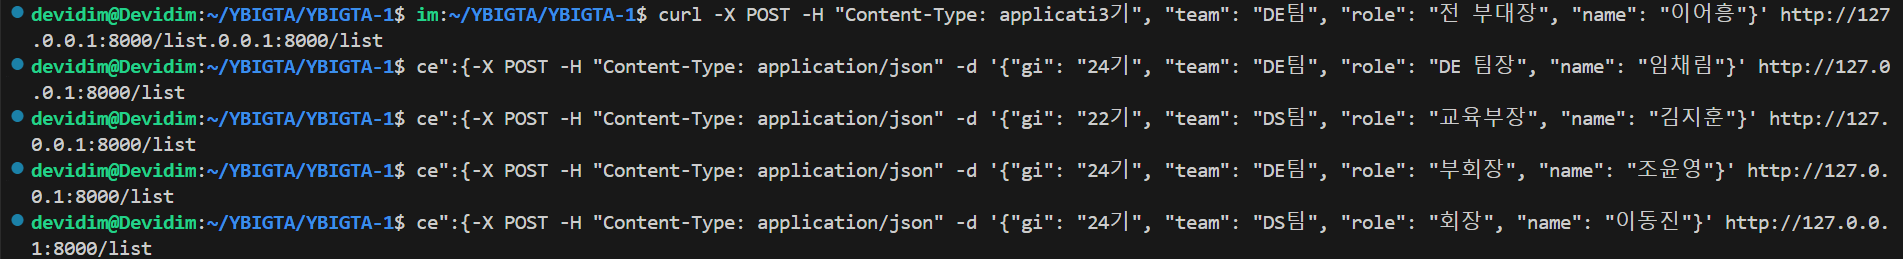 devidim@Devidim:~/YBIGTA/YBIGTA-1$ im:~/YBIGTA/YBIGTA-1$ curl -X POST -H "Content-Type: applicati3기", "team": "DE팀", "role": "전 부대장", "name": "이어흥"}' http://127
.0.0.1:8000/list.0.0.1:8000/list
devidim@Devidim:~/YBIGTA/YBIGTA-1$ ce":{-X POST -H "Content-Type: application/json" -d '{"gi": "24기", "team": "DE팀", "role": "DE 팀장", "name": "임채림"}' http://127.0
.0.1:8000/list
devidim@Devidim:~/YBIGTA/YBIGTA-1$ ce":{-X POST -H "Content-Type: application/json" -d '{"gi": "22기", "team": "DS팀", "role": "교육부장", "name": "김지훈"}' http://127.
0.0.1:8000/list
devidim@Devidim:~/YBIGTA/YBIGTA-1$ ce":{-X POST -H "Content-Type: application/json" -d '{"gi": "24기", "team": "DE팀", "role": "부회장", "name": "조윤영"}' http://127.0.
0.1:8000/list
devidim@Devidim:~/YBIGTA/YBIGTA-1$ ce":{-X POST -H "Content-Type: application/json" -d '{"gi": "24기", "team": "DS팀", "role": "회장", "name": "이동진"}' http://127.0.0.
1:8000/list